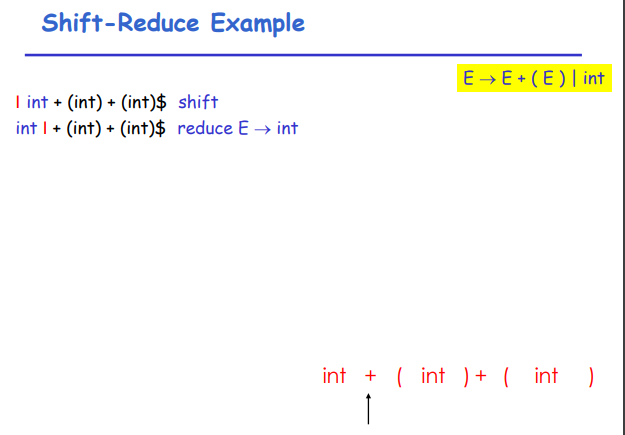 Shift-Reduce Example
E → E + ( E ) | int
I int + (int) + (int)$ shift
int I + (int) + (int)$ reduce E → int
int + ( int ) + ( int )